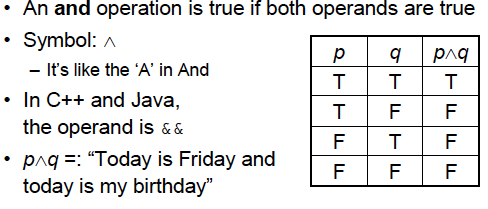 • An and operation is true if both operands are true
• Symbol: ∧
– It's like the 'A' in And
• In C++ and Java,
the operand is &&
• p∧q =: “Today is Friday and
today is my birthday”
p q p∧q
T T T
T F F
F T F
F F F